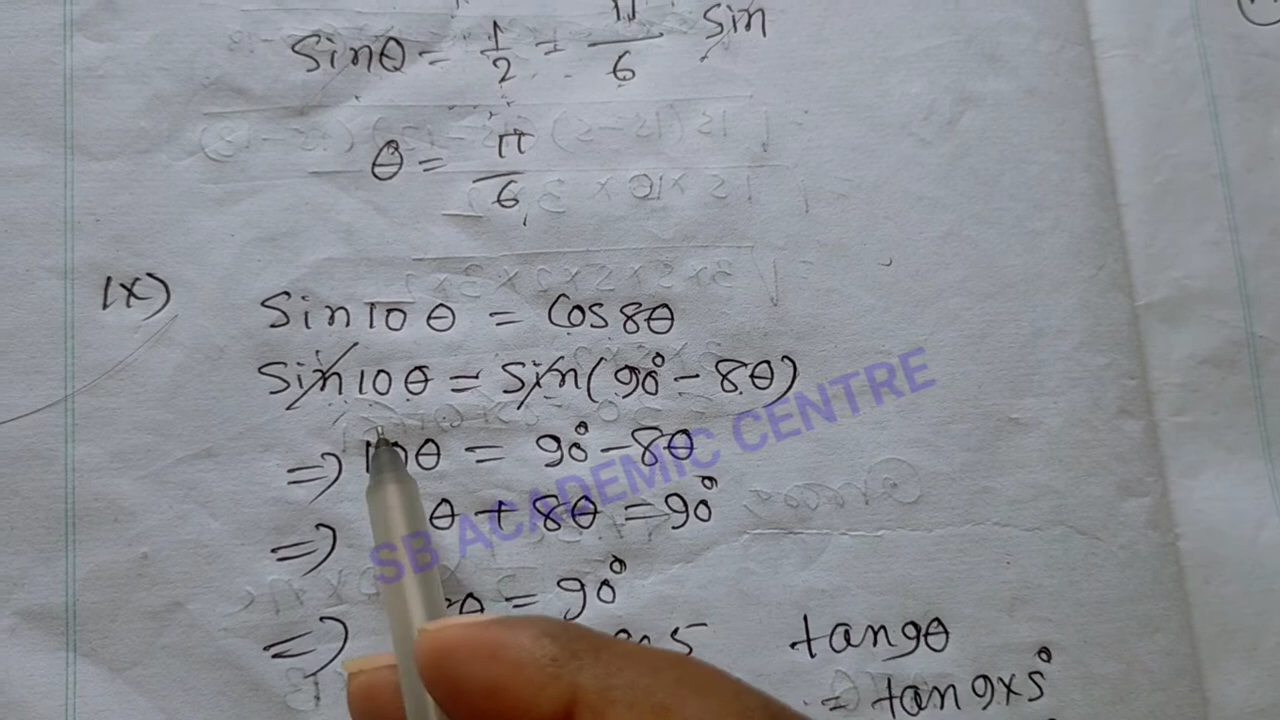 Sinθ = 1/2 = π/6 Sin
θ = π/6
ix)
Sin10θ = Cos8θ
Sin10θ = Sin(90° - 8θ)
=> 10θ = 90° - 8θ
=> θ + 8θ = 90°
=> θ = 90°
5
tan9θ
= tan9x5°
SB ACADEMIC CENTRE